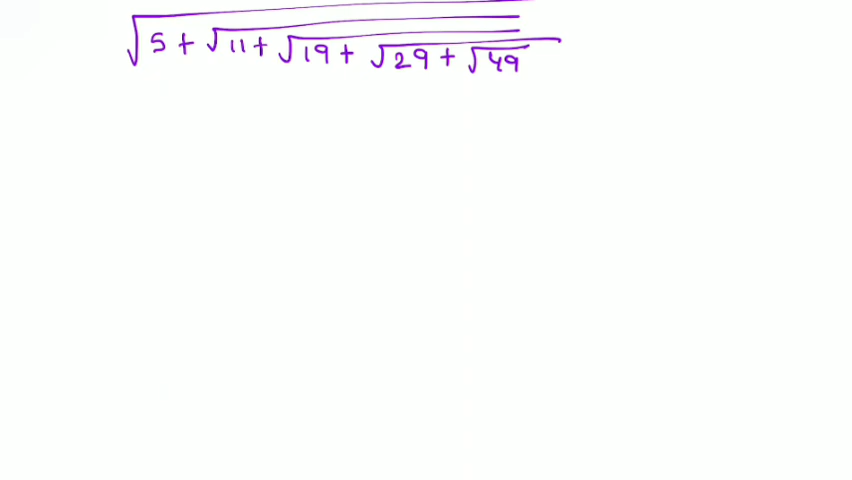 √5 + √11 + √19 + √29 + √49